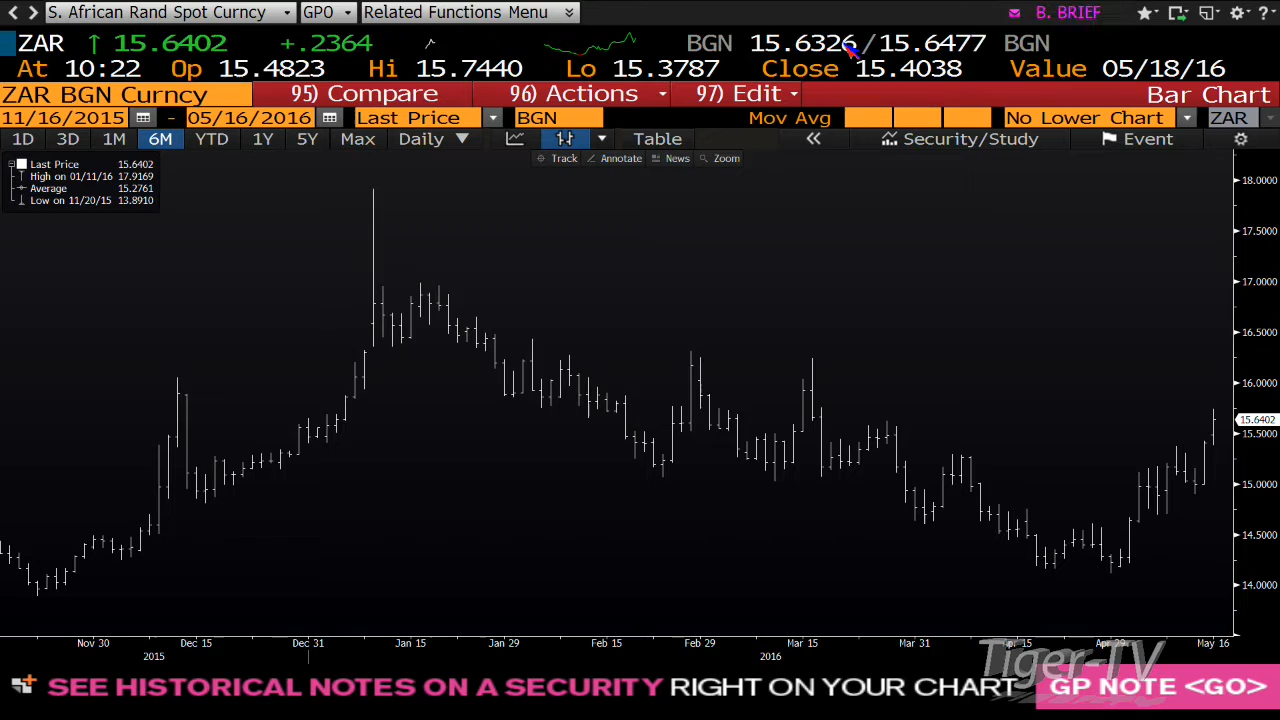 S. African Rand Spot Curncy GPO Related Functions Menu B. BRIEF ?
ZAR ↑ 15.6402 +.2364 BGN 15.6326 / 15.6477 BGN
At 10:22 Op 15.4823 Hi 15.7440 Lo 15.3787 Close 15.4038 Value 05/18/16
ZAR BGN Curncy 95) Compare 96) Actions 97) Edit Bar Chart
11/16/2015 - 05/16/2016 Last Price BGN Mov Avg No Lower Chart ZAR
1D 3D 1M 6M YTD 1Y 5Y Max Daily Table Security/Study Event
Track Annotate News Zoom
Last Price 15.6402
High on 01/11/16 17.9169
Average 15.2761
Low on 11/20/15 13.8910
18.0000
17.5000
17.0000
16.5000
16.0000
15.6402
15.5000
15.0000
14.5000
14.0000
Nov 30 Dec 15 Dec 31 Jan 15 Jan 29 Feb 15 Feb 29 Mar 15 Mar 31 Apr 15 Apr 29 May 16
2015 2016
Tiger-TV
SEE HISTORICAL NOTES ON A SECURITY RIGHT ON YOUR CHART GP NOTE <GO>